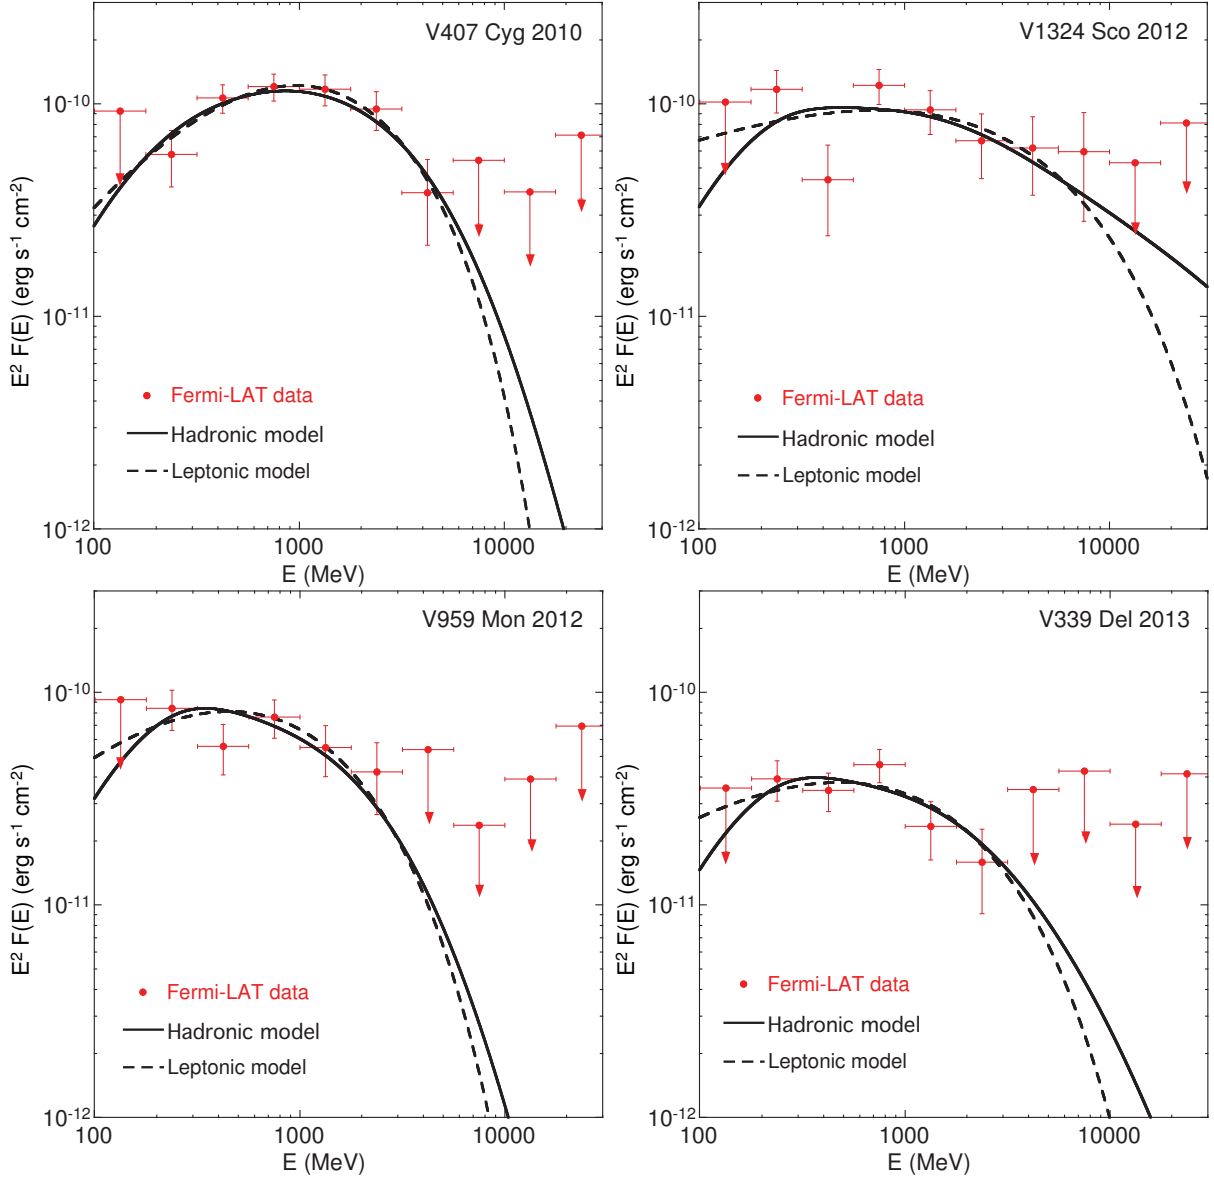 V407 Cyg 2010
10⁻¹⁰
10⁻¹¹
10⁻¹²
E² F(E) (erg s⁻¹ cm⁻²)
Fermi-LAT data
Hadronic model
Leptonic model
100 1000 10000
E (MeV)
V1324 Sco 2012
10⁻¹⁰
10⁻¹¹
10⁻¹²
E² F(E) (erg s⁻¹ cm⁻²)
Fermi-LAT data
Hadronic model
Leptonic model
100 1000 10000
E (MeV)
V959 Mon 2012
10⁻¹⁰
10⁻¹¹
10⁻¹²
E² F(E) (erg s⁻¹ cm⁻²)
Fermi-LAT data
Hadronic model
Leptonic model
100 1000 10000
E (MeV)
V339 Del 2013
10⁻¹⁰
10⁻¹¹
10⁻¹²
E² F(E) (erg s⁻¹ cm⁻²)
Fermi-LAT data
Hadronic model
Leptonic model
100 1000 10000
E (MeV)